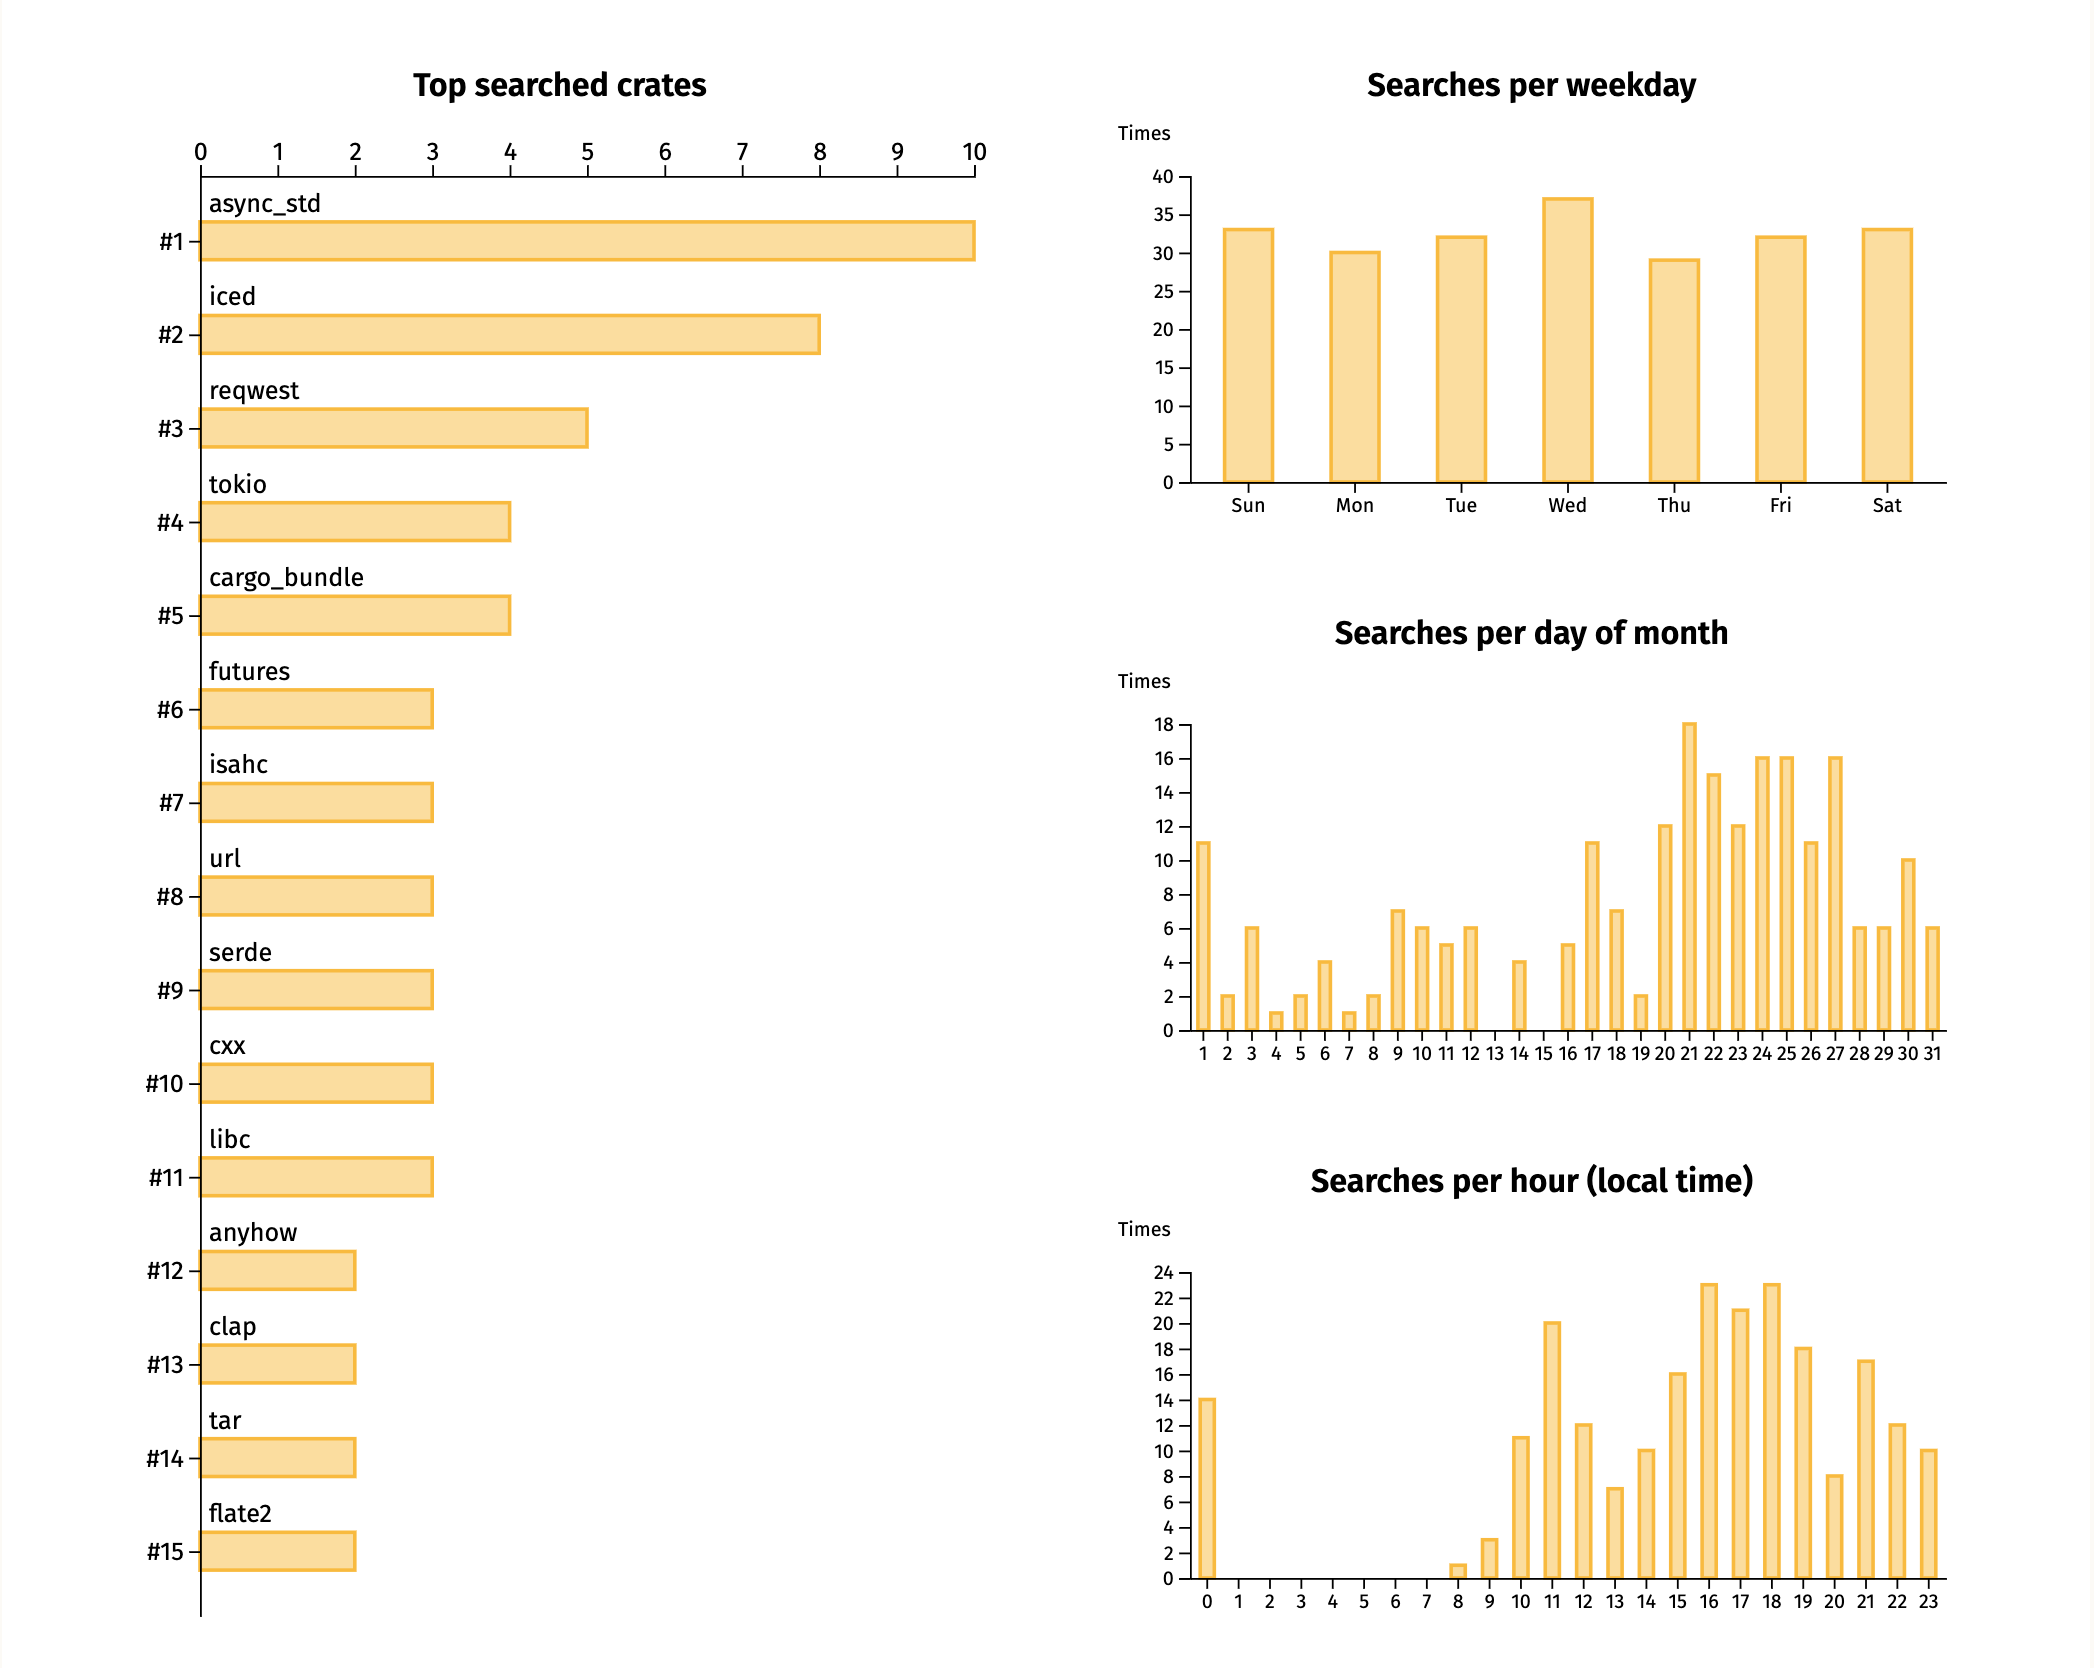 Top searched crates
0 1 2 3 4 5 6 7 8 9 10
async_std
#1
iced
#2
reqwest
#3
tokio
#4
cargo_bundle
#5
futures
#6
isahc
#7
url
#8
serde
#9
cxx
#10
libc
#11
anyhow
#12
clap
#13
tar
#14
flate2
#15
Searches per weekday
Times
40
35
30
25
20
15
10
5
0
Sun Mon Tue Wed Thu Fri Sat
Searches per day of month
Times
18
16
14
12
10
8
6
4
2
0
1 2 3 4 5 6 7 8 9 10 11 12 13 14 15 16 17 18 19 20 21 22 23 24 25 26 27 28 29 30 31
Searches per hour (local time)
Times
24
22
20
18
16
14
12
10
8
6
4
2
0
0 1 2 3 4 5 6 7 8 9 10 11 12 13 14 15 16 17 18 19 20 21 22 23